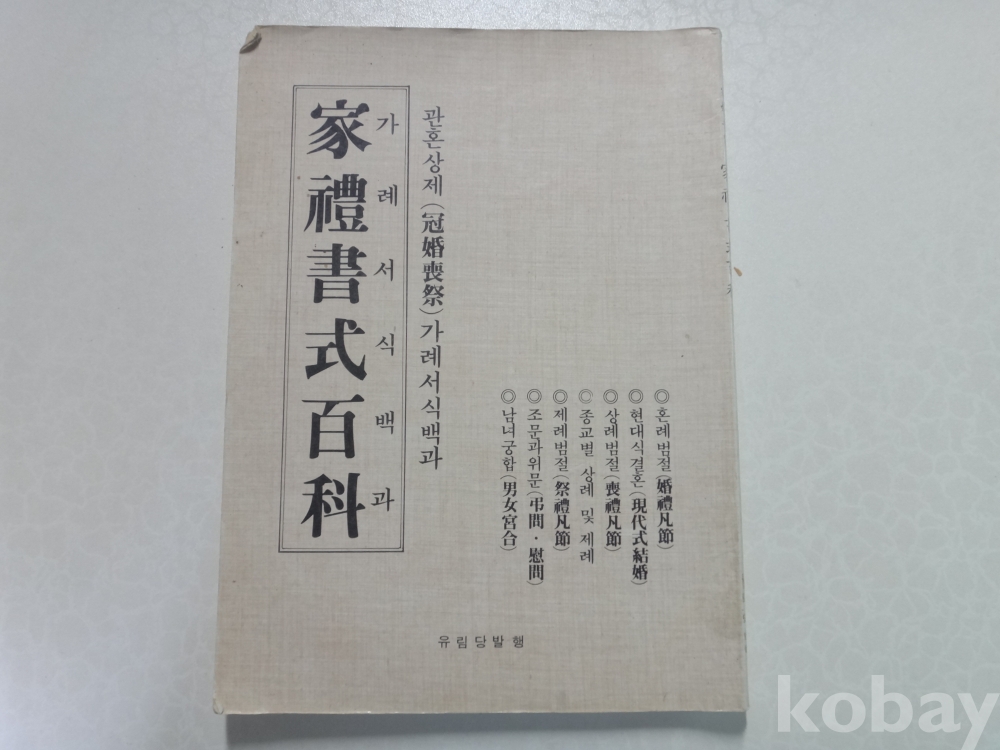 家禮書式百科
가례서식백과
관혼상제(冠婚喪祭)가례서식백과
◎ 혼례범절(婚禮凡節)
◎ 현대식결혼(現代式結婚)
◎ 상례범절(喪禮凡節)
◎ 종교별 상례 및 제례
◎ 제례범절(祭禮凡節)
◎ 조문과위문(弔問·慰問)
◎ 남녀궁합(男女宮合)
유림당발행
kobay